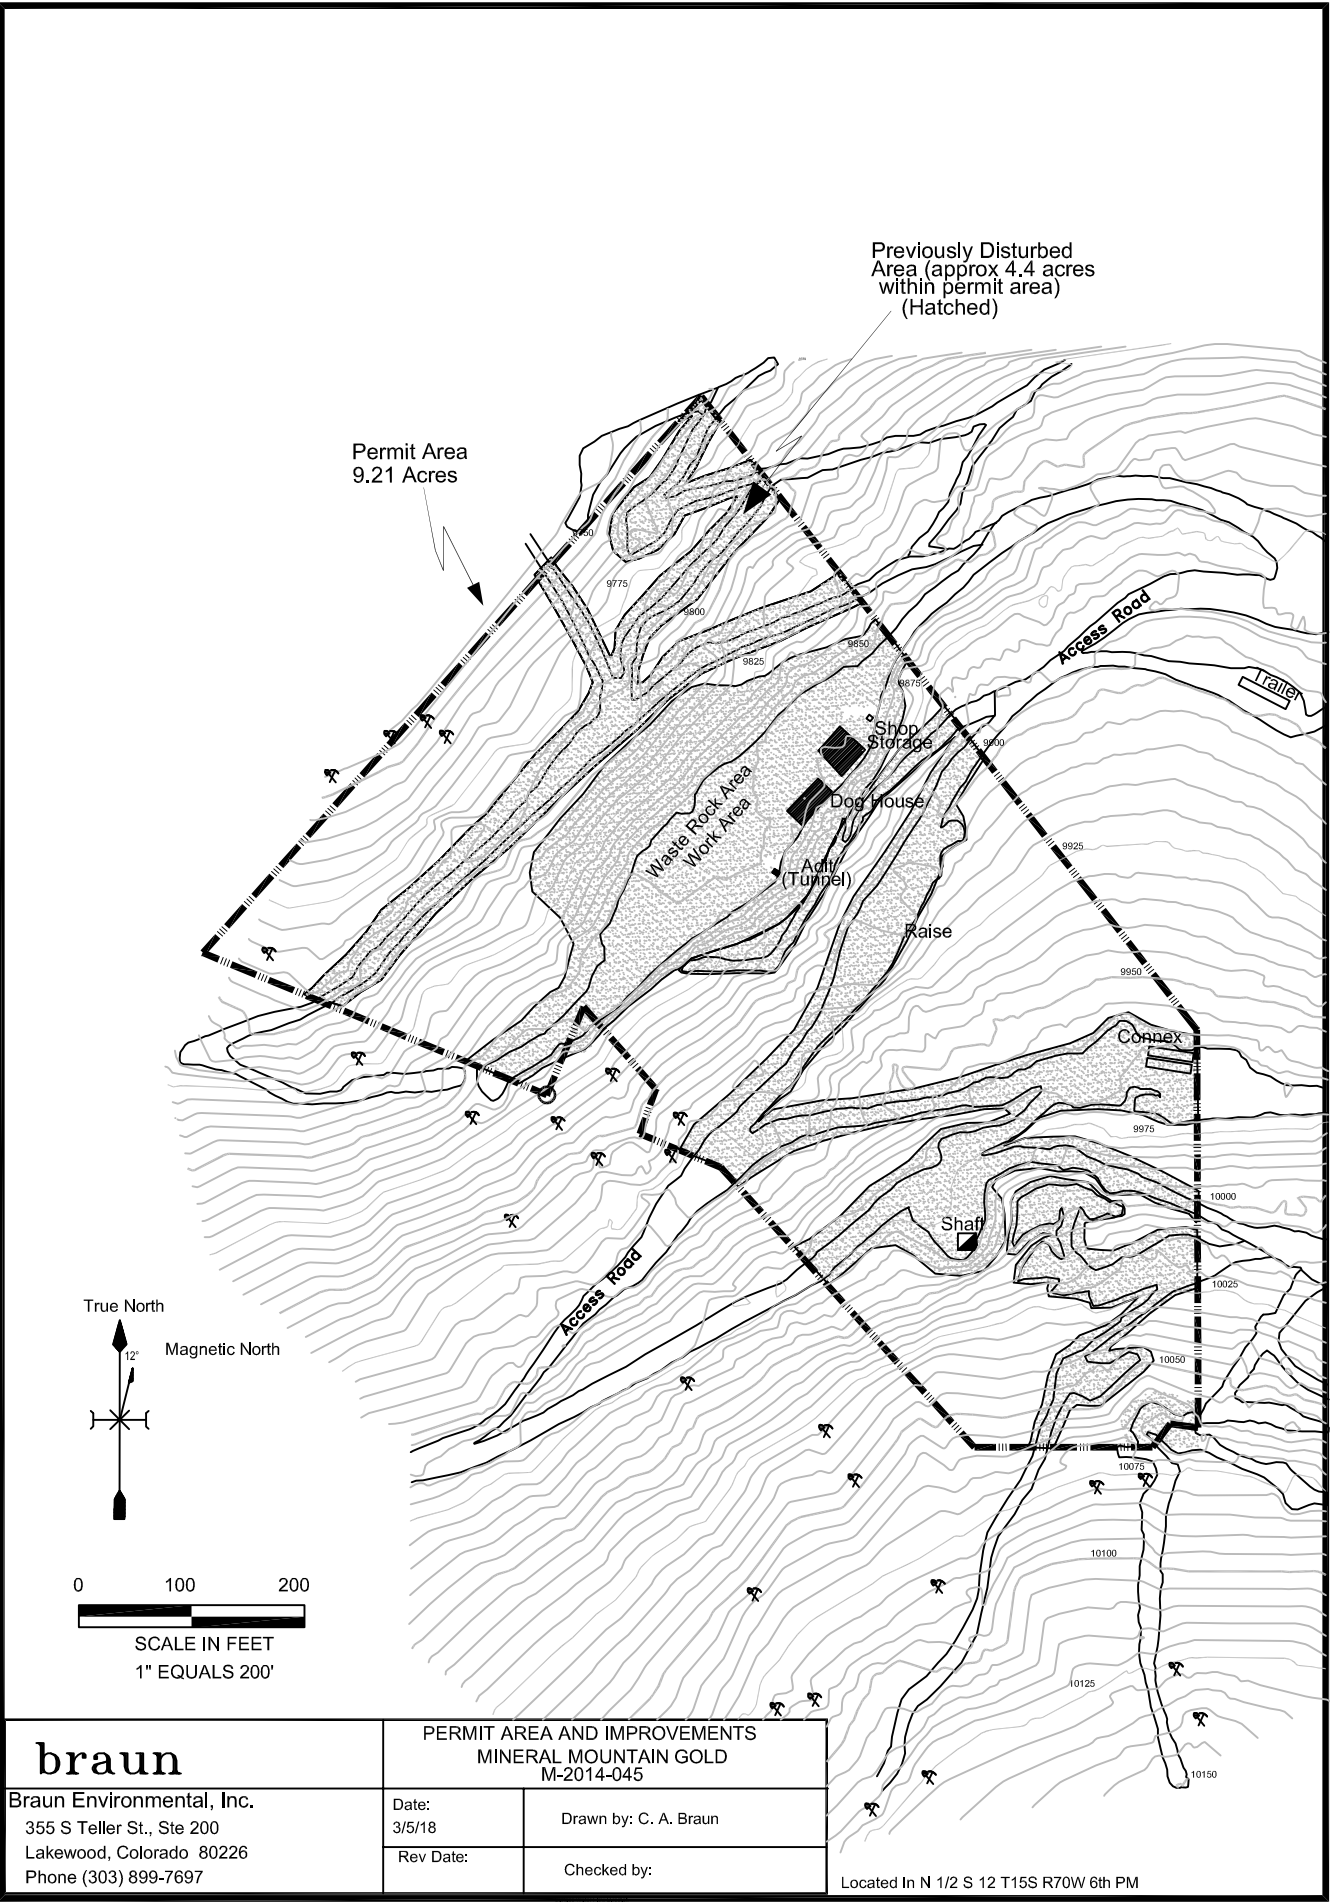 Previously Disturbed
Area (approx 4.4 acres
within permit area)
(Hatched)
Permit Area
9.21 Acres
9750
9775
9800
9825
9850
9875
9900
Access Road
Trailer
Shop
Storage
Waste Rock Area
Work Area
Dog House
9925
Adit
(Tunnel)
Raise
9950
Connex
9975
10000
Shaft
10025
Access Road
10050
10075
10100
10125
10150
True North
12°
Magnetic North
0 100 200
SCALE IN FEET
1" EQUALS 200'
braun
Braun Environmental, Inc.
355 S Teller St., Ste 200
Lakewood, Colorado 80226
Phone (303) 899-7697
PERMIT AREA AND IMPROVEMENTS
MINERAL MOUNTAIN GOLD
M-2014-045
Date:
3/5/18
Drawn by: C. A. Braun
Rev Date:
Checked by:
Located In N 1/2 S 12 T15S R70W 6th PM